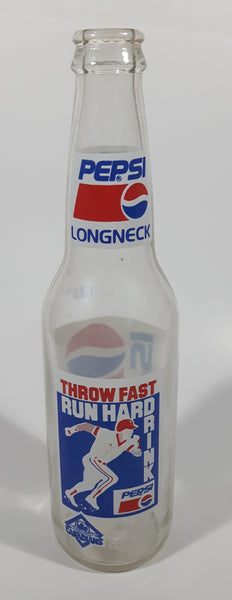 PEPSI
LONGNECK
THROW FAST
RUN HARD
DRINK
PEPSI